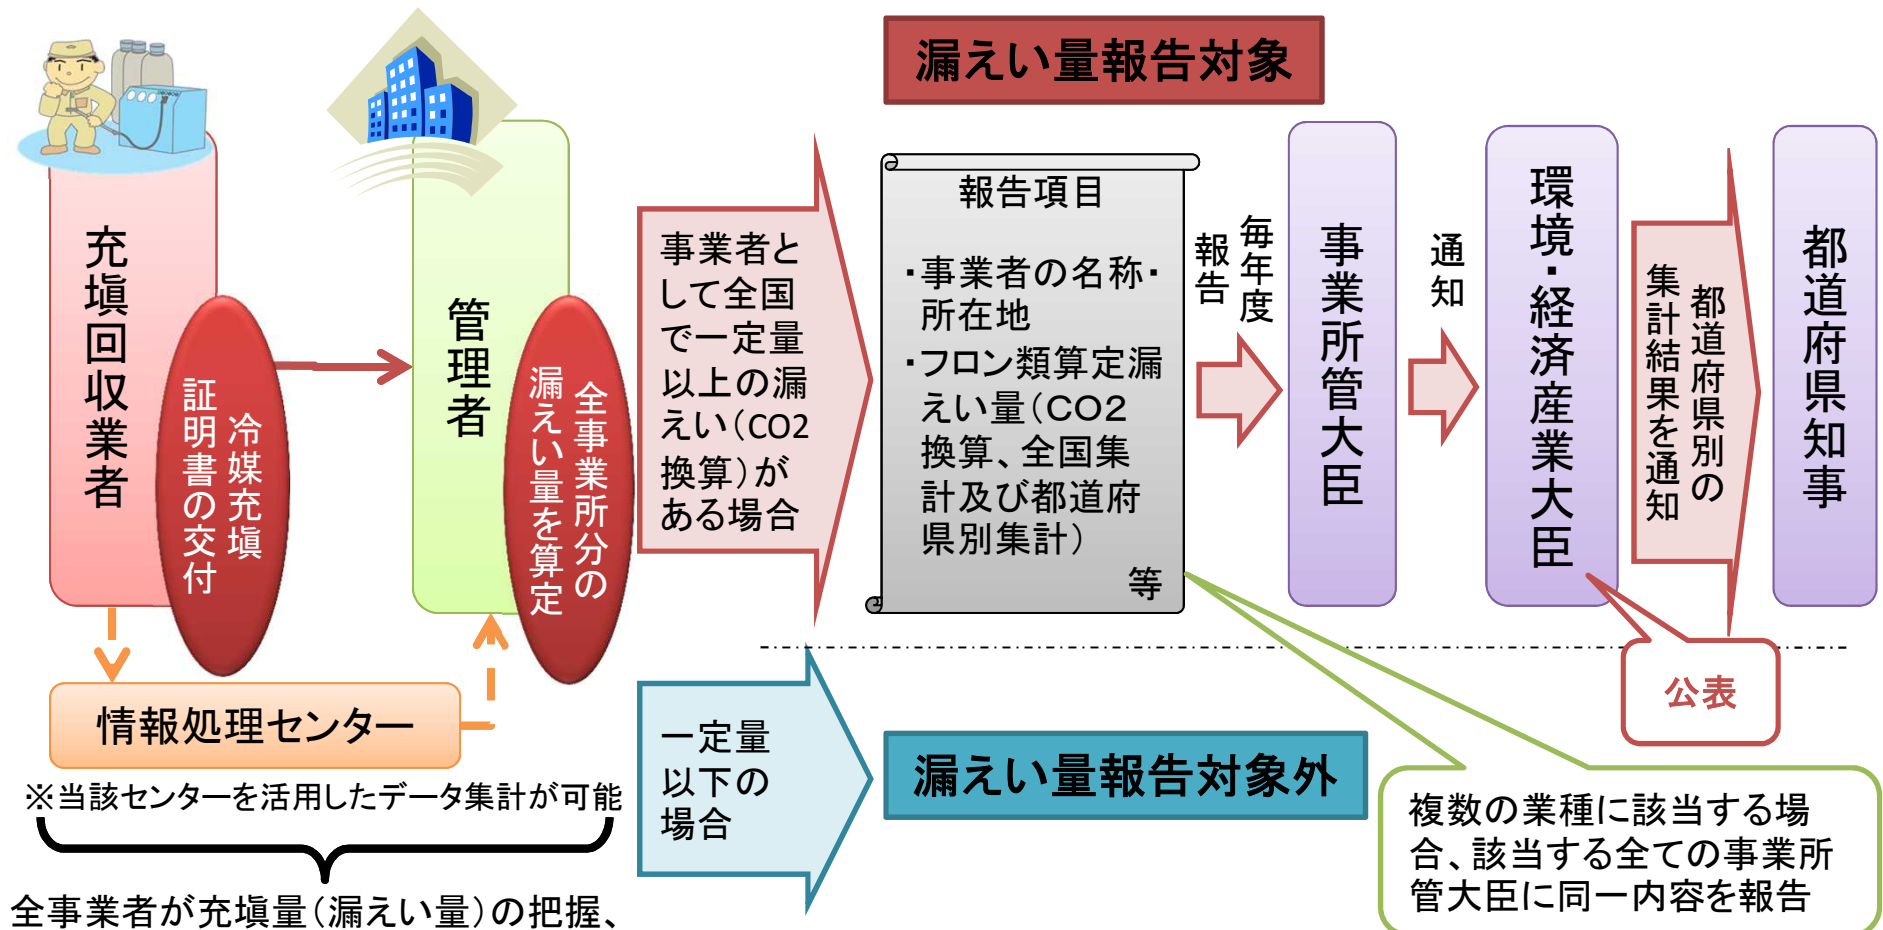 漏えい量報告対象
充塡回収業者
冷媒充塡
証明書の交付
管理者
全事業所分の
漏えい量を算定
情報処理センター
※当該センターを活用したデータ集計が可能
全事業者が充塡量（漏えい量）の把握、
事業者と
して全国
で一定量
以上の漏
えい（CO2
換算）が
ある場合
報告項目
・事業者の名称・
所在地
・フロン類算定漏
えい量（CO2
換算、全国集
計及び都道府
県別集計）
等
毎年度
報告
事業所管大臣
通知
環境・経済産業大臣
都道府県別の
集計結果を通知
都道府県知事
公表
一定量
以下の
場合
漏えい量報告対象外
複数の業種に該当する場
合、該当する全ての事業所
管大臣に同一内容を報告